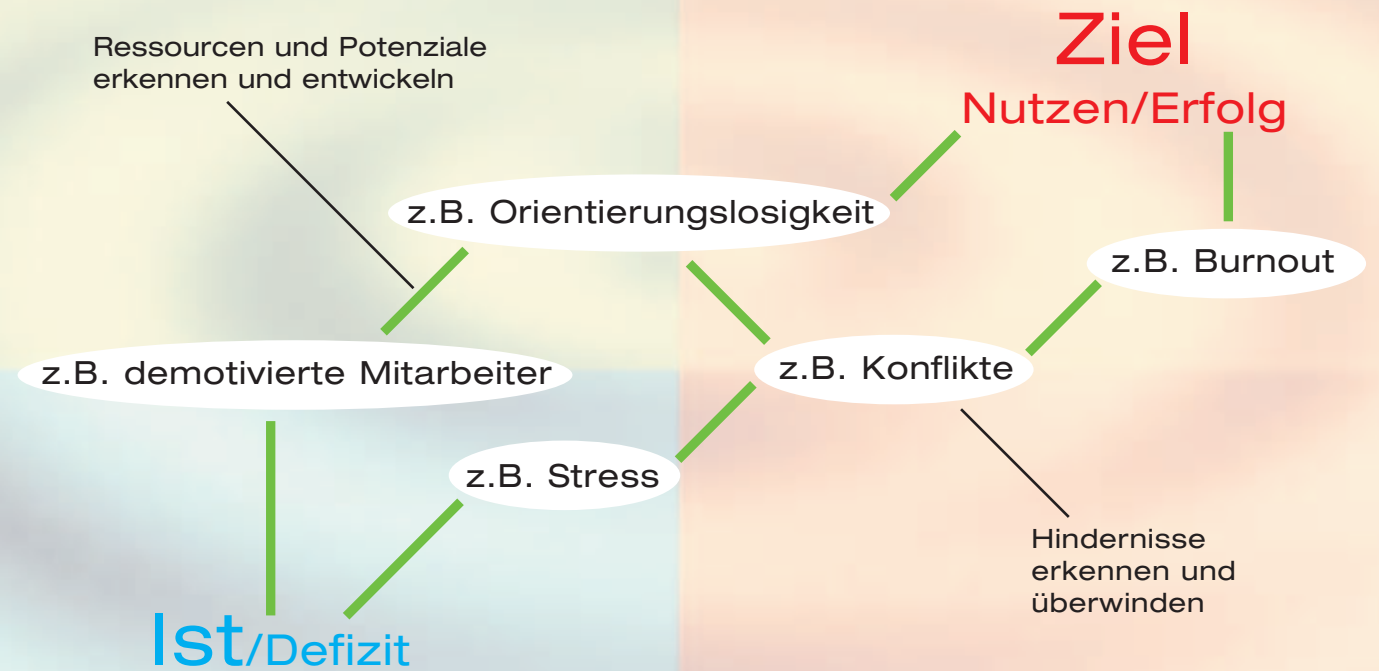 Ziel
Nutzen/Erfolg
Ressourcen und Potenziale
erkennen und entwickeln
z.B. Orientierungslosigkeit
z.B. Burnout
z.B. demotivierte Mitarbeiter
z.B. Konflikte
z.B. Stress
Hindernisse
erkennen und
überwinden
Ist/Defizit